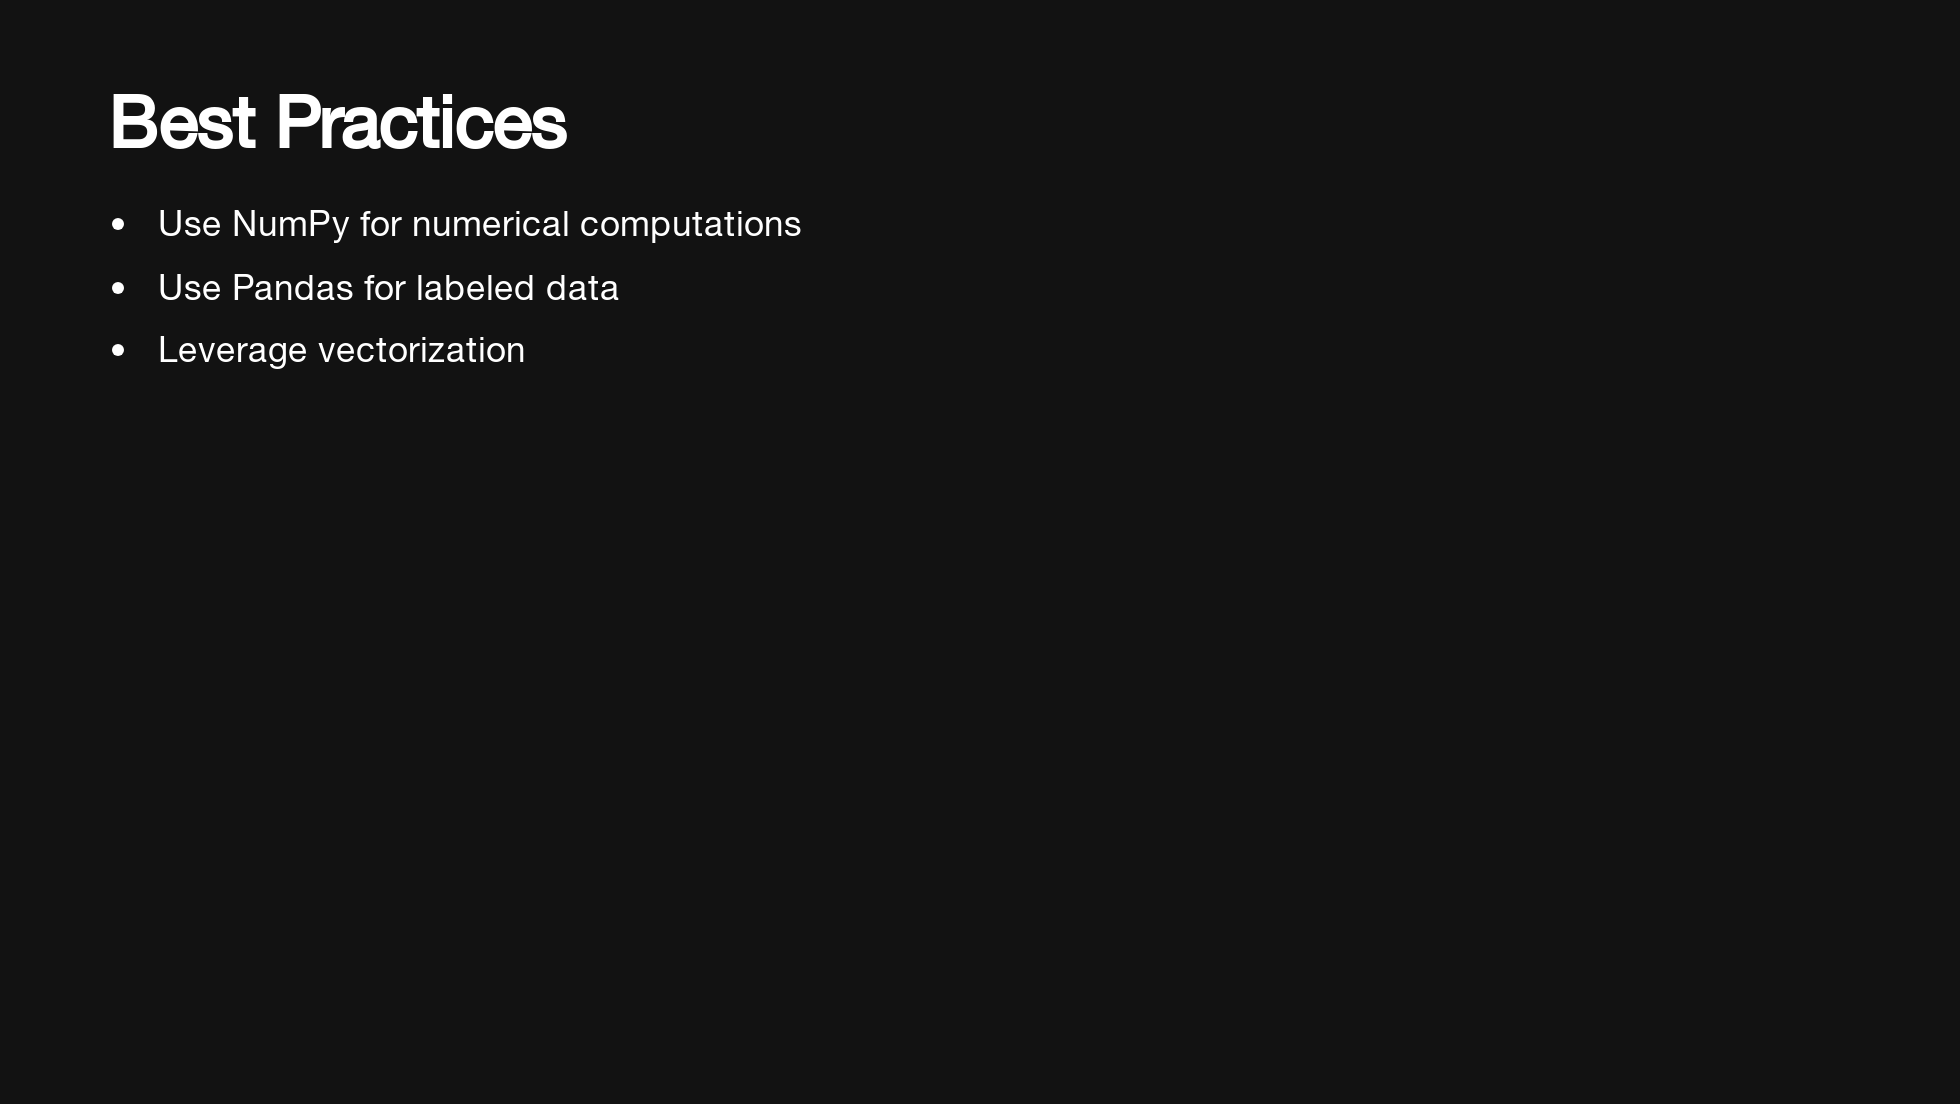 Best Practices
• Use NumPy for numerical computations
• Use Pandas for labeled data
• Leverage vectorization